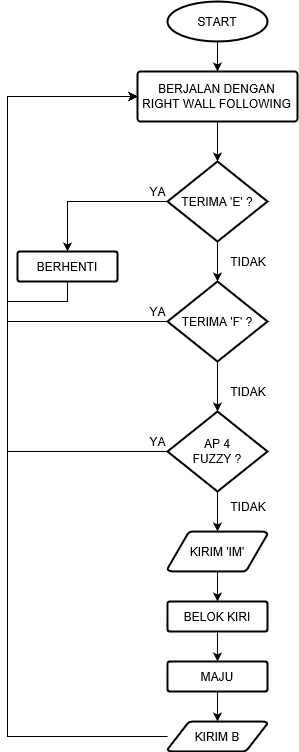 START
BERJALAN DENGAN
RIGHT WALL FOLLOWING
YA
TERIMA 'E' ?
BERHENTI
TIDAK
YA
TERIMA 'F' ?
TIDAK
YA
AP 4
FUZZY ?
TIDAK
KIRIM 'IM'
BELOK KIRI
MAJU
KIRIM B